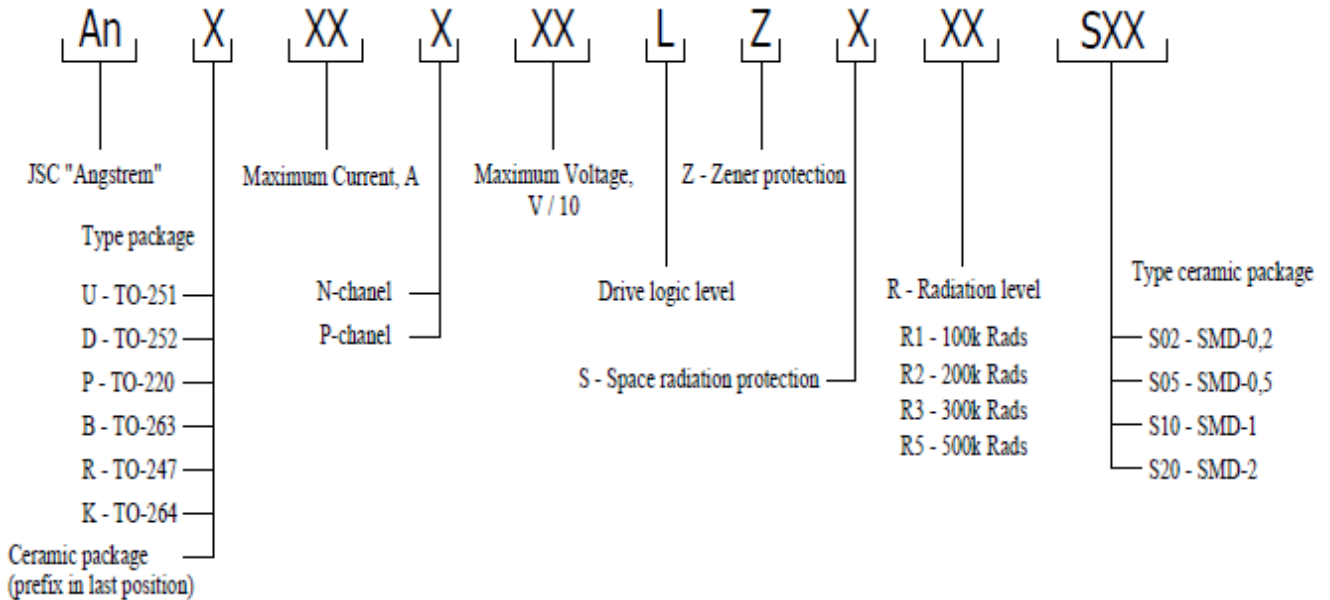 An X XX X XX L Z X XX SXX
JSC "Angstrem"
Maximum Current, A
Maximum Voltage,
V / 10
Z - Zener protection
Type package
U - TO-251
D - TO-252
P - TO-220
B - TO-263
R - TO-247
K - TO-264
Ceramic package
(prefix in last position)
N-chanel
P-chanel
Drive logic level
S - Space radiation protection
R - Radiation level
R1 - 100k Rads
R2 - 200k Rads
R3 - 300k Rads
R5 - 500k Rads
Type ceramic package
S02 - SMD-0,2
S05 - SMD-0,5
S10 - SMD-1
S20 - SMD-2